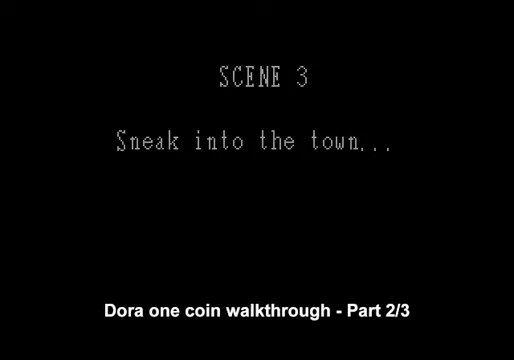 SCENE 3
Sneak into the town...
Dora one coin walkthrough - Part 2/3